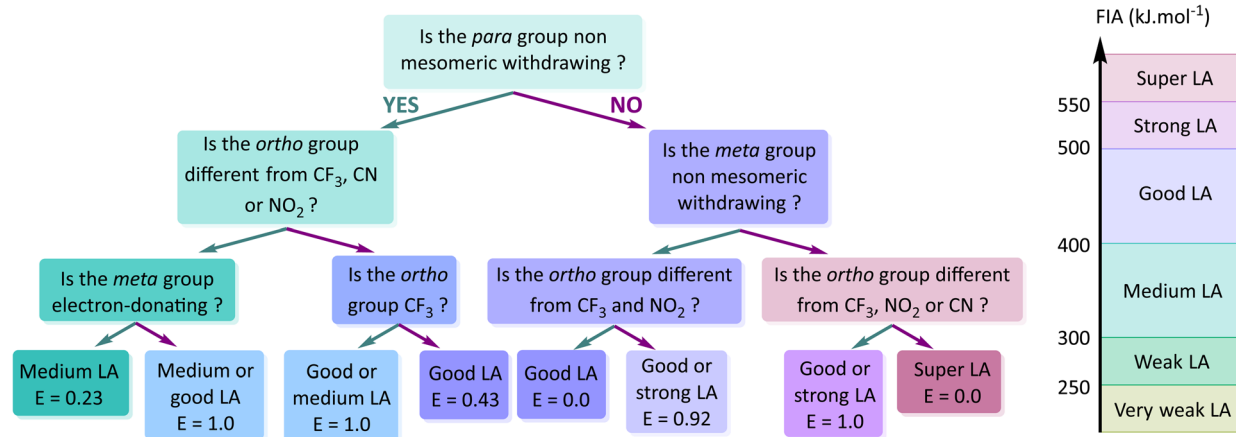 Is the para group non
mesomeric withdrawing ?
YES
NO
Is the ortho group
different from CF₃, CN
or NO₂ ?
Is the meta group
non mesomeric
withdrawing ?
Is the meta group
electron-donating ?
Is the ortho
group CF₃ ?
Is the ortho group different
from CF₃ and NO₂ ?
Is the ortho group different
from CF₃, NO₂ or CN ?
Medium LA
E = 0.23
Medium or
good LA
E = 1.0
Good or
medium LA
E = 1.0
Good LA
E = 0.43
Good LA
E = 0.0
Good or
strong LA
E = 0.92
Good or
strong LA
E = 1.0
Super LA
E = 0.0
FIA (kJ.mol⁻¹)
Super LA
550
Strong LA
500
Good LA
400
Medium LA
300
Weak LA
250
Very weak LA